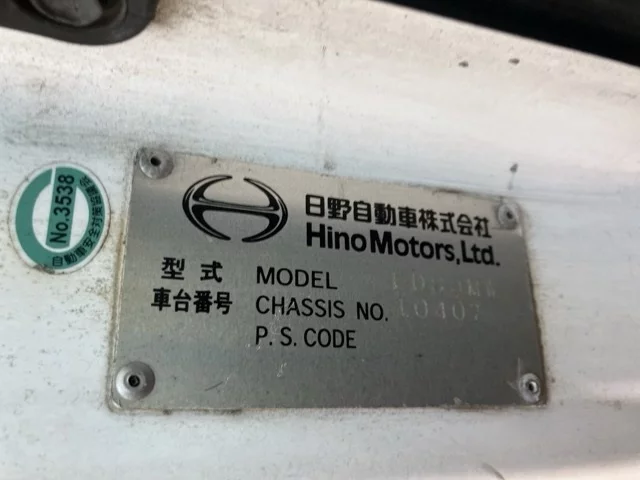 No.3538
日野自動車株式会社
Hino Motors, Ltd.
型式 MODEL
車台番号 CHASSIS NO. 10407
P.S. CODE